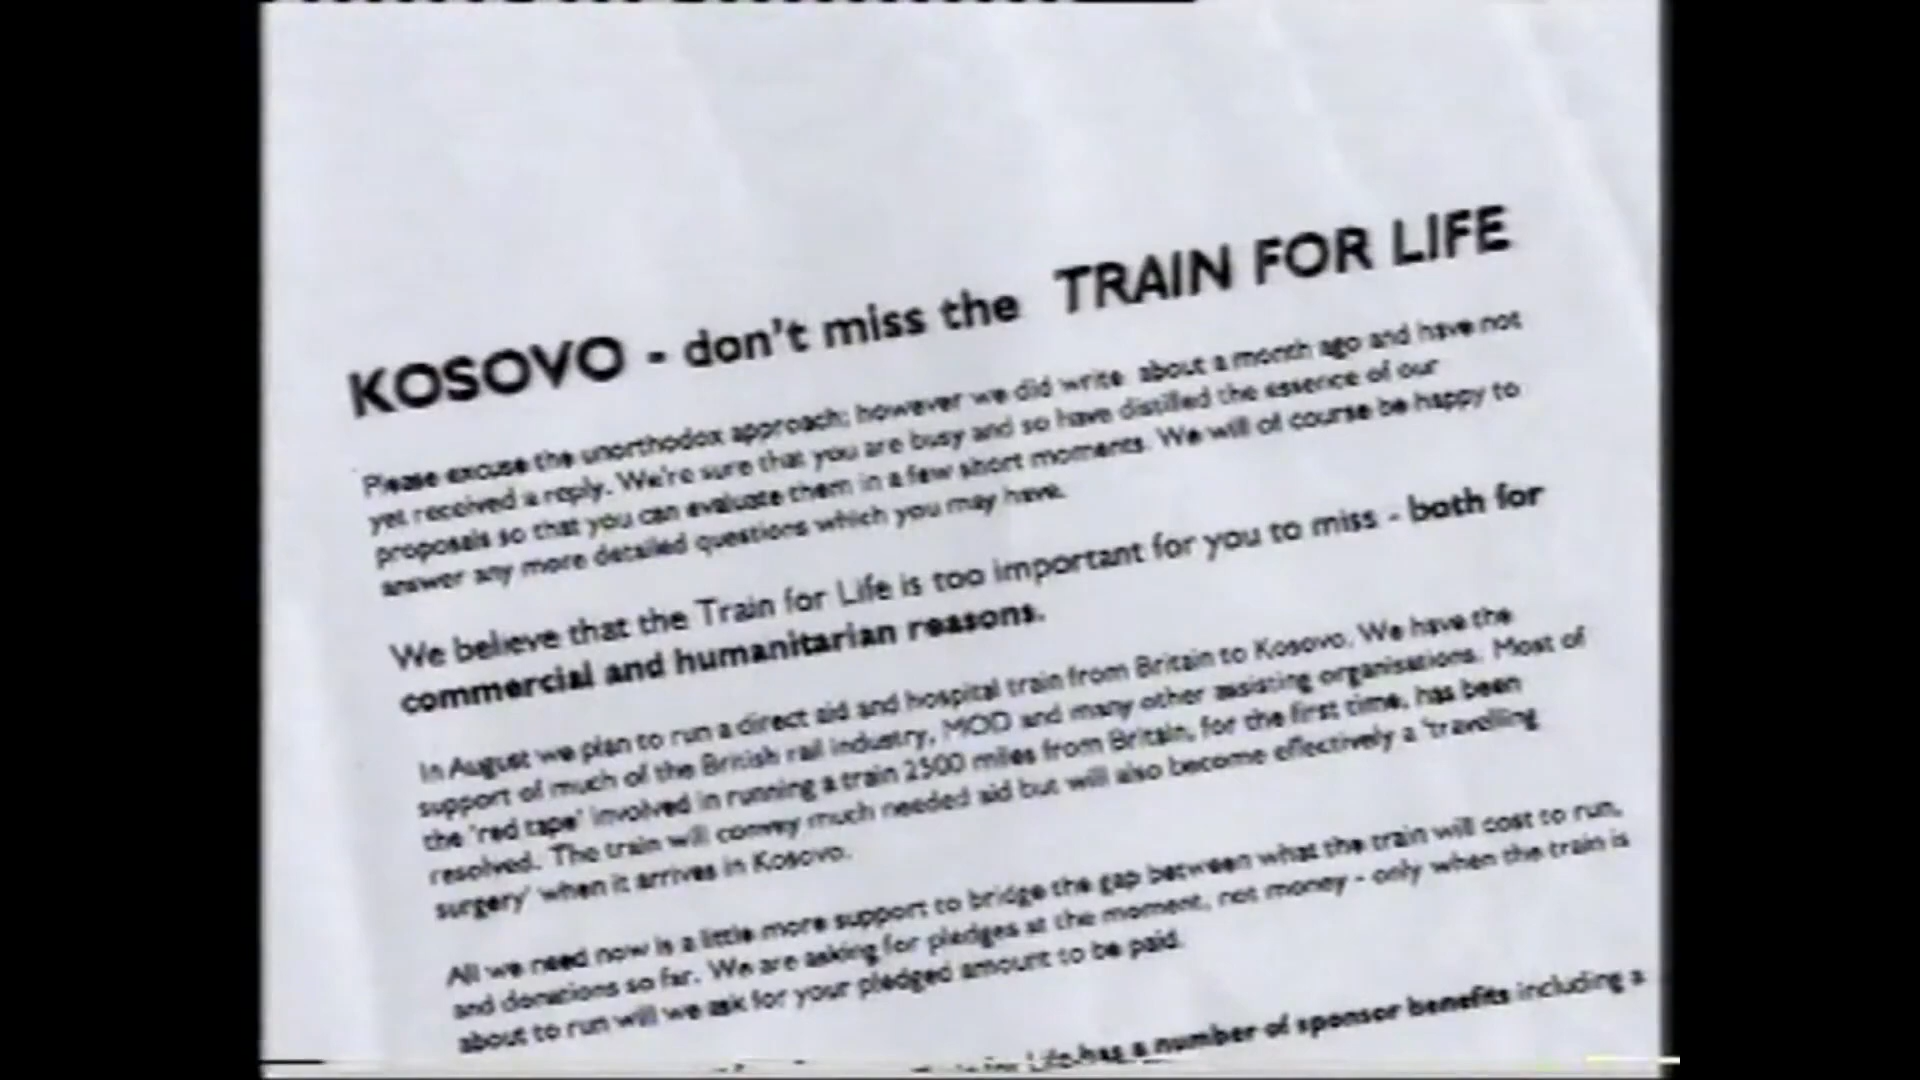 KOSOVO - don't miss the TRAIN FOR LIFE
Please excuse the unorthodox approach; however we did write about a month ago and have not
yet received a reply. We're sure that you are busy and so have distilled the essence of our
proposals so that you can evaluate them in a few short moments. We will of course be happy to
answer any more detailed questions which you may have.
We believe that the Train for Life is too important for you to miss - both for
commercial and humanitarian reasons.
In August we plan to run a direct aid and hospital train from Britain to Kosovo. We have the
support of much of the British rail industry, MOD and many other assisting organisations. Most of
the 'red tape' involved in running a train 2500 miles from Britain, for the first time, has been
resolved. The train will convey much needed aid but will also become effectively a 'travelling
surgery' when it arrives in Kosovo.
All we need now is a little more support to bridge the gap between what the train will cost to run,
and donations so far. We are asking for pledges at the moment, not money - only when the train is
about to run will we ask for your pledged amount to be paid.
Train for Life has a number of sponsor benefits including a